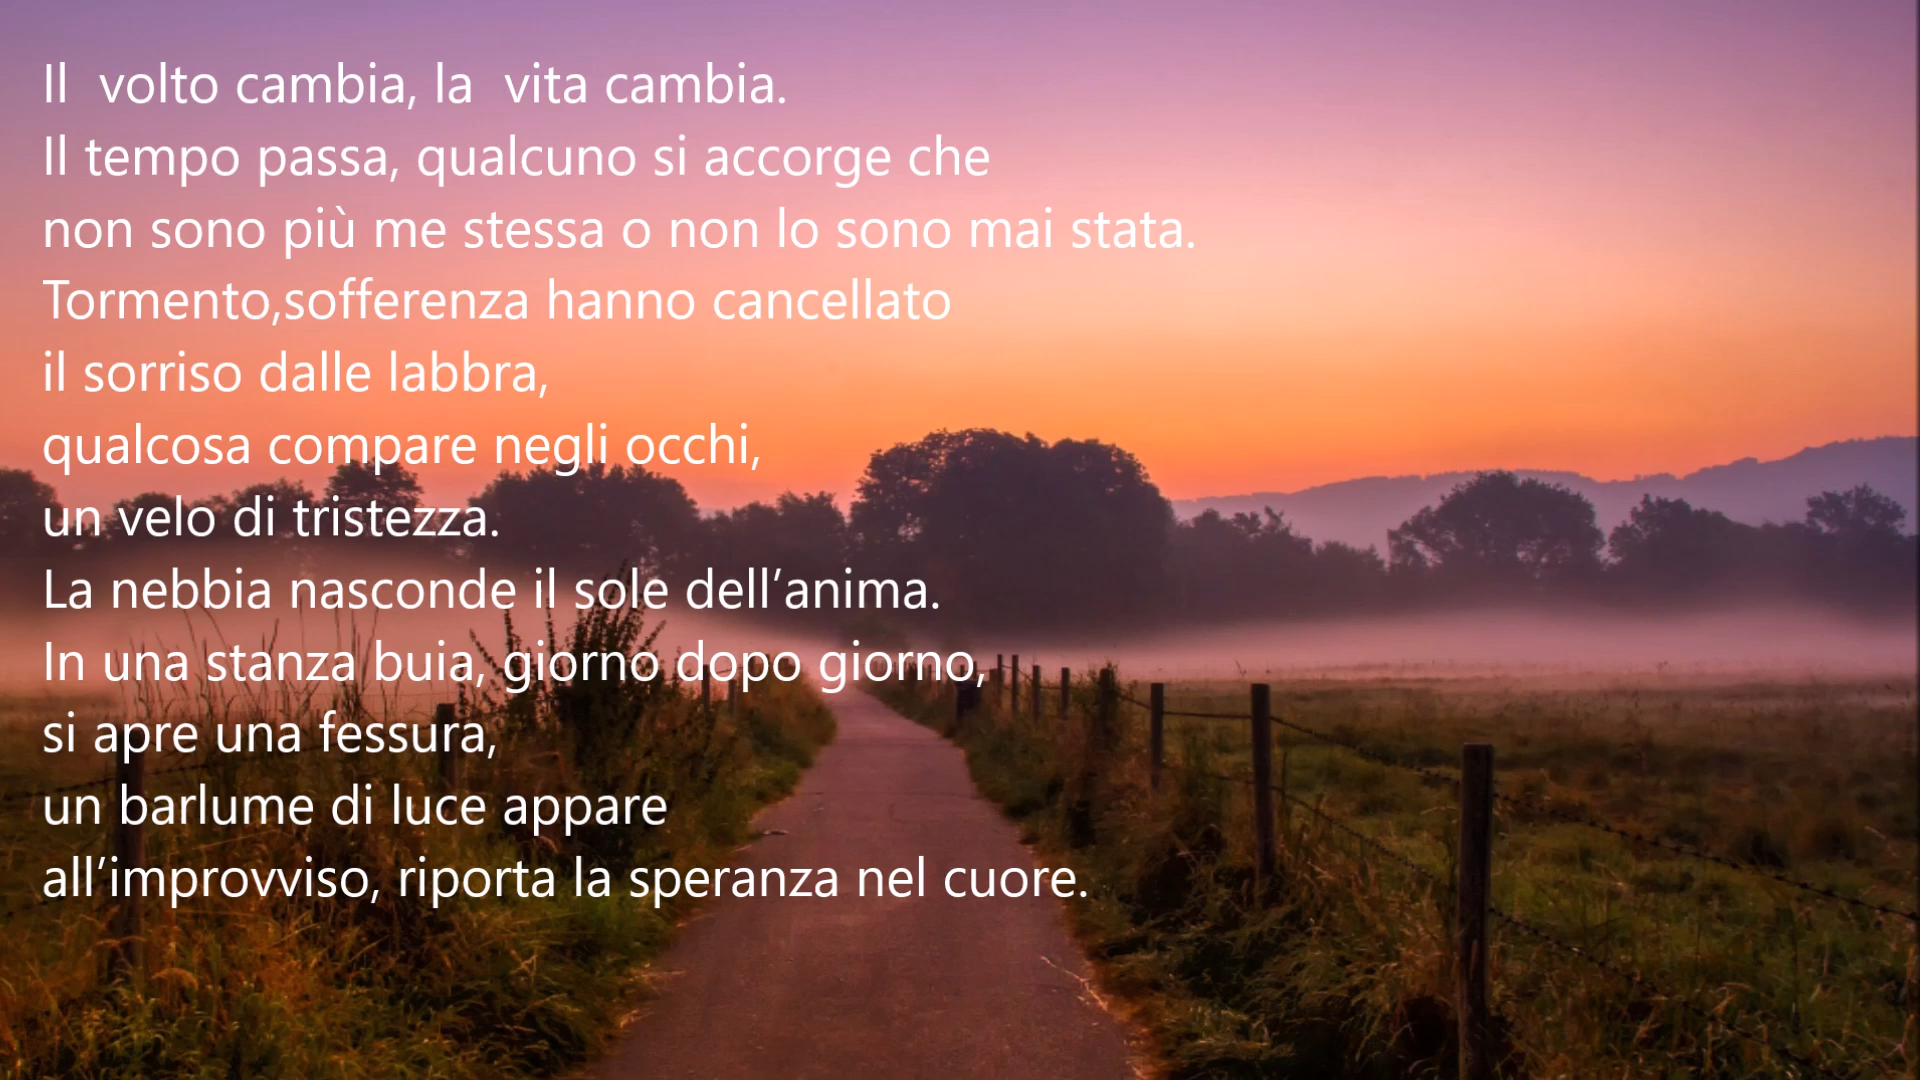 Il  volto cambia, la  vita cambia.
Il tempo passa, qualcuno si accorge che
non sono più me stessa o non lo sono mai stata.
Tormento,sofferenza hanno cancellato
il sorriso dalle labbra,
qualcosa compare negli occhi,
un velo di tristezza.
La nebbia nasconde il sole dell’anima.
In una stanza buia, giorno dopo giorno,
si apre una fessura,
un barlume di luce appare
all’improvviso, riporta la speranza nel cuore.